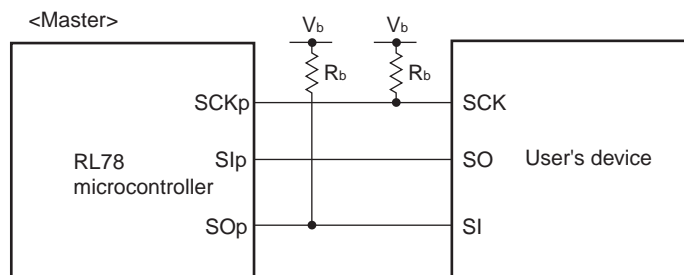 <Master>
Vb Vb
Rb Rb
SCKp SCK
RL78
microcontroller
SIp SO
User's device
SOp SI